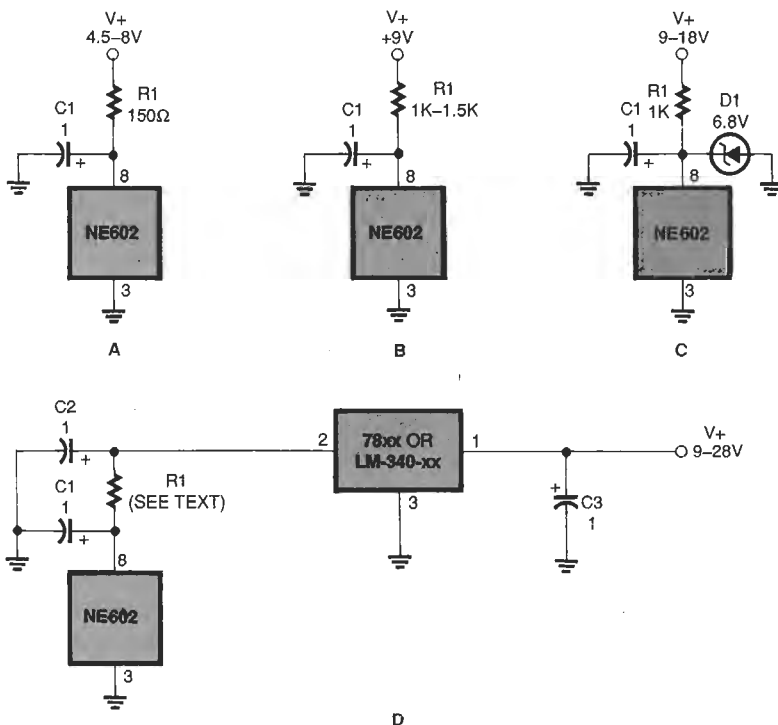 V+
4.5–8V
R1
150Ω
C1
1
+
8
NE602
3
A
V+
+9V
R1
1K–1.5K
C1
1
+
8
NE602
3
B
V+
9–18V
R1
1K
D1
6.8V
C1
1
+
8
NE602
3
C
C2
1
+
R1
(SEE TEXT)
C1
1
+
8
NE602
3
2
78xx OR
LM-340-xx
1
3
V+
9–28V
+
C3
1
D